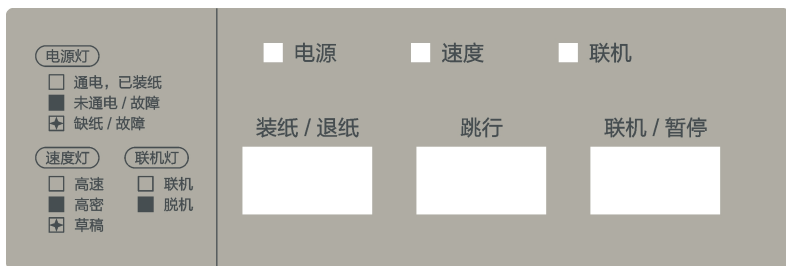 电源灯
通电，已装纸
未通电 / 故障
缺纸 / 故障
速度灯
高速
高密
草稿
联机灯
联机
脱机
电源 速度 联机
装纸 / 退纸 跳行 联机 / 暂停